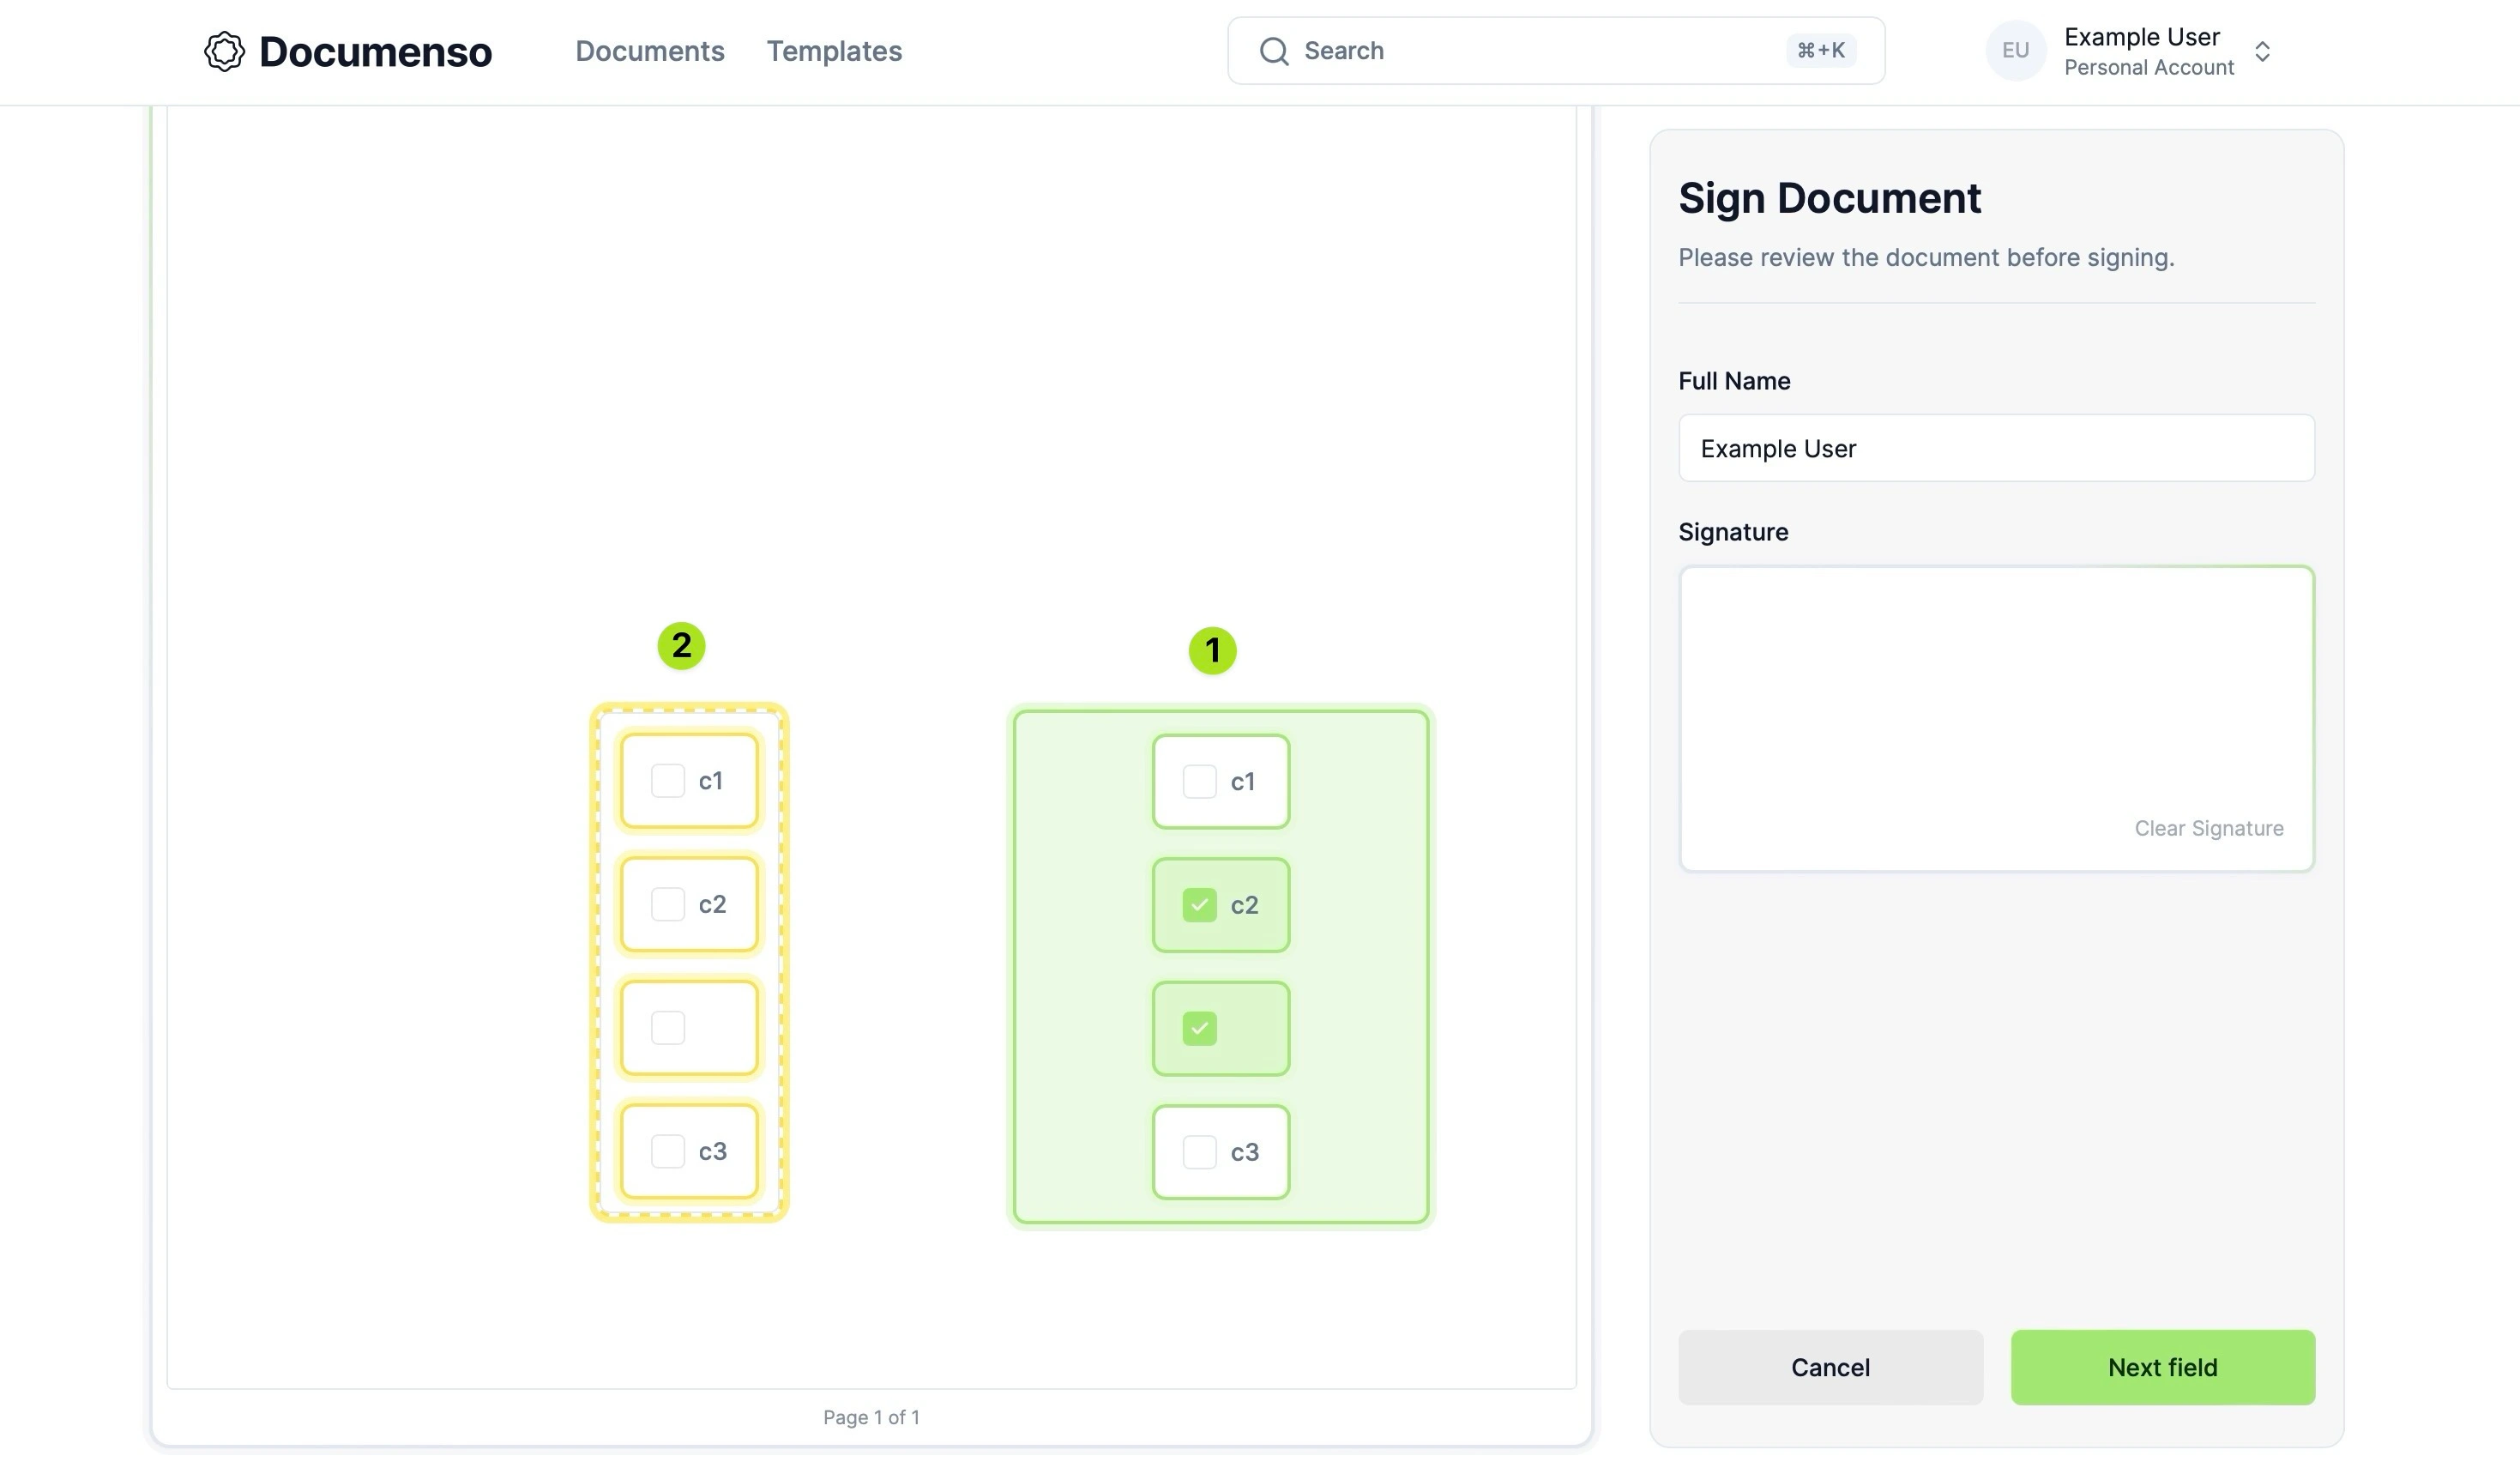 Documenso
Documents
Templates
Search
⌘+K
EU
Example User
Personal Account
2
c1
c2
c3
1
c1
c2
c3
Page 1 of 1
Sign Document
Please review the document before signing.
Full Name
Example User
Signature
Clear Signature
Cancel
Next field